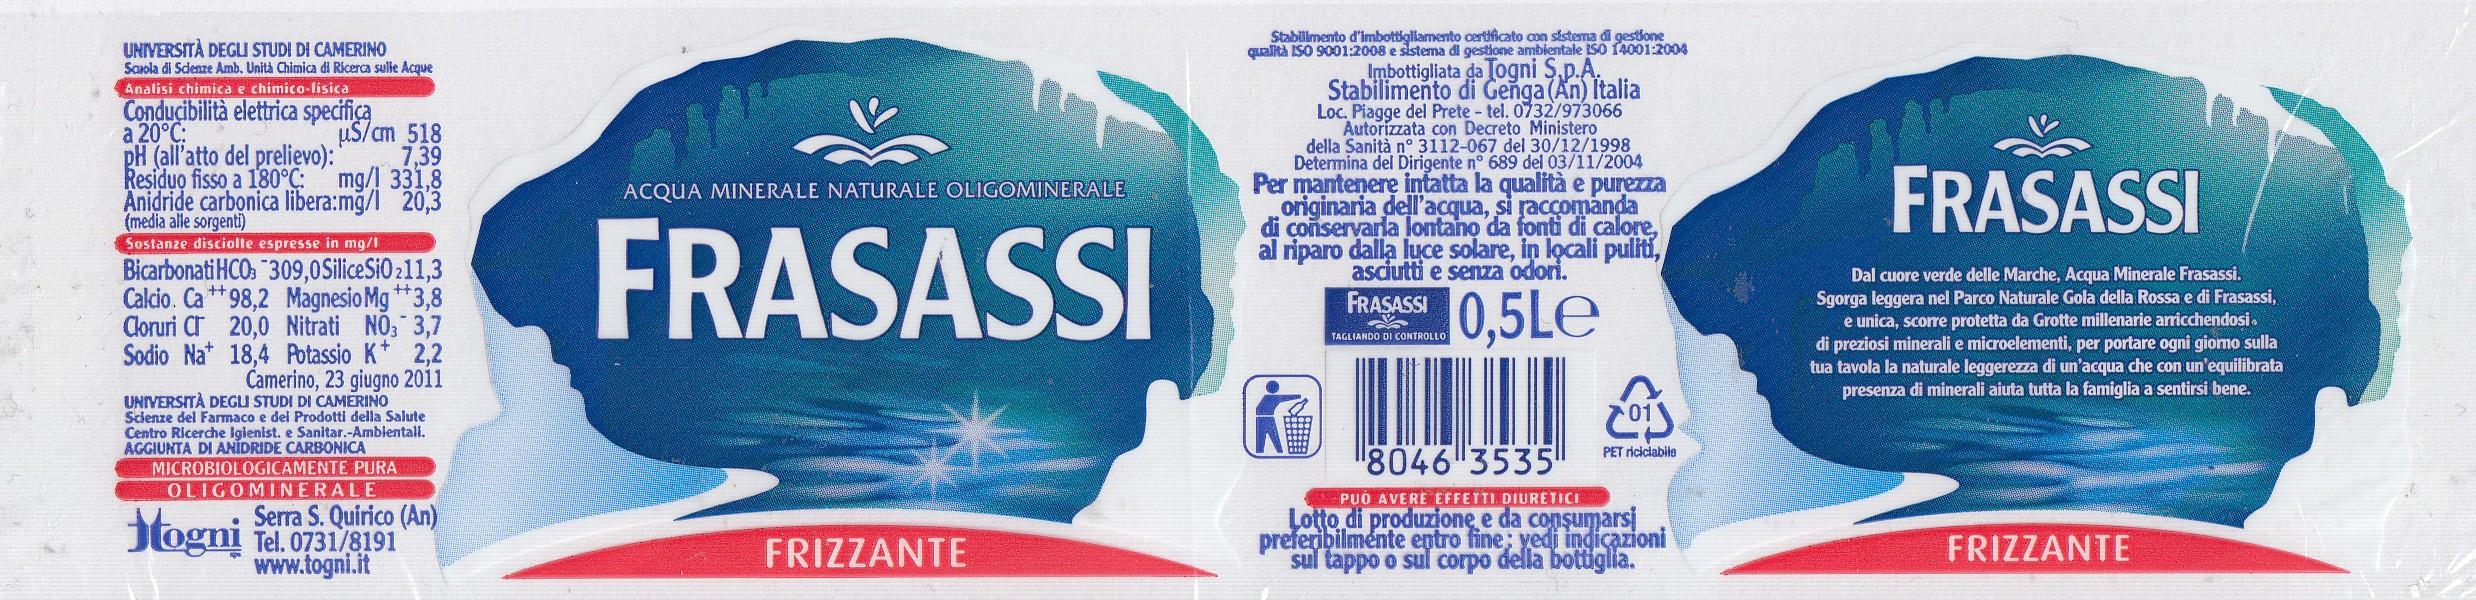 UNIVERSITÀ DEGLI STUDI DI CAMERINO
Scuola di Scienze Amb. Unità Chimica di Ricerca sulle Acque
Analisi chimica e chimico-fisica
Conducibilità elettrica specifica
a 20°C: µS/cm 518
pH (all'atto del prelievo): 7,39
Residuo fisso a 180°C: mg/l 331,8
Anidride carbonica libera: mg/l 20,3
(media alle sorgenti)
Sostanze disciolte espresse in mg/l
Bicarbonati HCO₃⁻ 309,0 Silice SiO₂ 11,3
Calcio. Ca⁺⁺ 98,2 Magnesio Mg⁺⁺ 3,8
Cloruri Cl⁻ 20,0 Nitrati NO₃⁻ 3,7
Sodio Na⁺ 18,4 Potassio K⁺ 2,2
Camerino, 23 giugno 2011
UNIVERSITÀ DEGLI STUDI DI CAMERINO
Scienze del Farmaco e dei Prodotti della Salute
Centro Ricerche Igienist. e Sanitar.-Ambientali.
AGGIUNTA DI ANIDRIDE CARBONICA
MICROBIOLOGICAMENTE PURA
OLIGOMINERALE
Togni spa
Serra S. Quirico (An)
Tel. 0731/8191
www.togni.it
ACQUA MINERALE NATURALE OLIGOMINERALE
FRASASSI
FRIZZANTE
Stabilimento d'imbottigliamento certificato con sistema di gestione
qualità ISO 9001:2008 e sistema di gestione ambientale ISO 14001:2004
Imbottigliata da Togni S.p.A.
Stabilimento di Genga (An) Italia
Loc. Piagge del Prete - tel. 0732/973066
Autorizzata con Decreto Ministero
della Sanità n° 3112-067 del 30/12/1998
Determina del Dirigente n° 689 del 03/11/2004
Per mantenere intatta la qualità e purezza
originaria dell'acqua, si raccomanda
di conservarla lontano da fonti di calore,
al riparo dalla luce solare, in locali puliti,
asciutti e senza odori.
FRASASSI
TAGLIANDO DI CONTROLLO
0,5L e
8046 3535
01
PET riciclabile
PUÒ AVERE EFFETTI DIURETICI
Lotto di produzione e da consumarsi
preferibilmente entro fine: vedi indicazioni
sul tappo o sul corpo della bottiglia.
FRASASSI
Dal cuore verde delle Marche, Acqua Minerale Frasassi.
Sgorga leggera nel Parco Naturale Gola della Rossa e di Frasassi,
e unica, scorre protetta da Grotte millenarie arricchendosi
di preziosi minerali e microelementi, per portare ogni giorno sulla
tua tavola la naturale leggerezza di un'acqua che con un'equilibrata
presenza di minerali aiuta tutta la famiglia a sentirsi bene.
FRIZZANTE